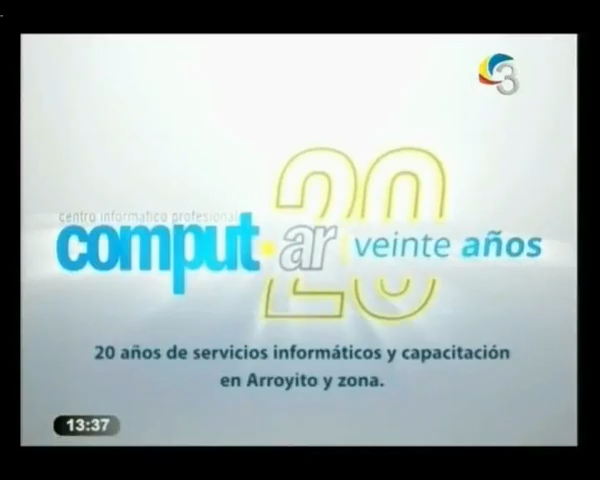 3
20
centro informático profesional
comput.ar veinte años
20 años de servicios informáticos y capacitación
en Arroyito y zona.
13:37